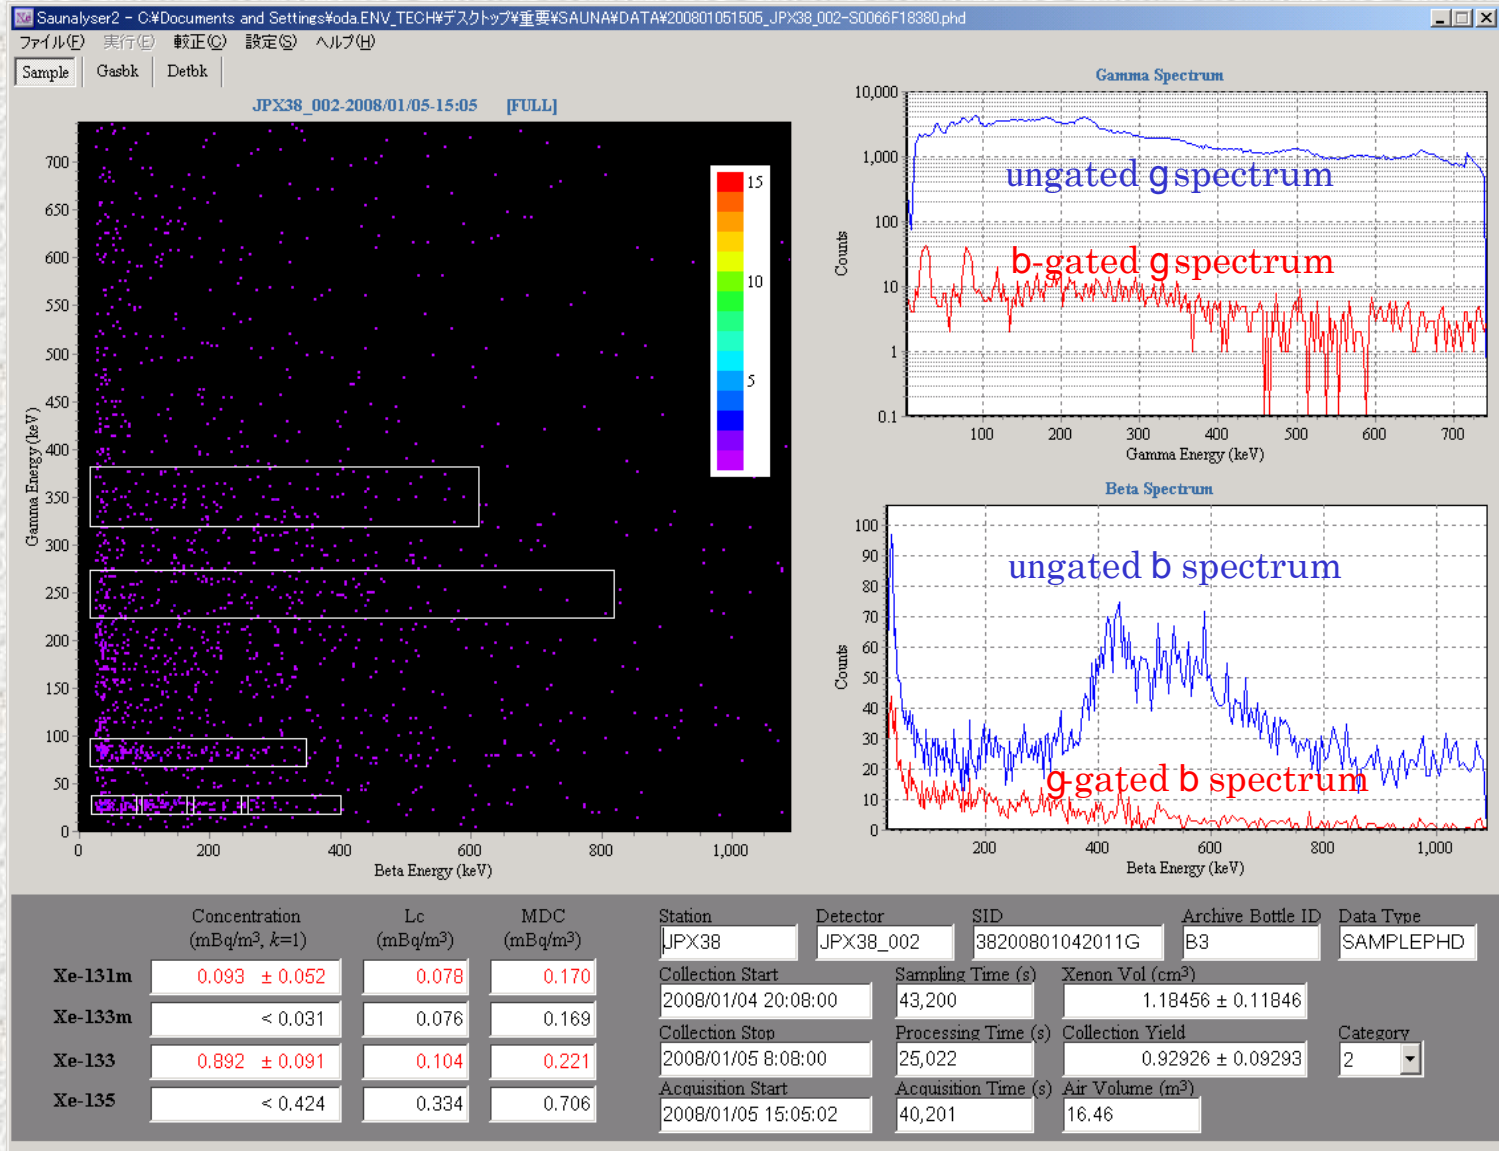 Saunalyser2 - C:¥Documents and Settings¥oda.ENV_TECH¥デスクトップ¥重要¥SAUNA¥DATA¥200801051505_JPX38_002-S0066F18380.phd
ファイル(F) 実行(E) 較正(C) 設定(S) ヘルプ(H)
Sample Gasbk Detbk
JPX38_002-2008/01/05-15:05 [FULL]
Gamma Energy (keV)
700
650
600
550
500
450
400
350
300
250
200
150
100
50
0
15
10
5
0 200 400 600 800 1,000
Beta Energy (keV)
Gamma Spectrum
Counts
10,000
1,000
100
10
1
0.1
ungated g spectrum
b-gated g spectrum
100 200 300 400 500 600 700
Gamma Energy (keV)
Beta Spectrum
Counts
100
90
80
70
60
50
40
30
20
10
0
ungated b spectrum
g-gated b spectrum
200 400 600 800 1,000
Beta Energy (keV)
Concentration Lc MDC
(mBq/m³, k=1) (mBq/m³) (mBq/m³)
Xe-131m 0.093 ± 0.052 0.078 0.170
Xe-133m < 0.031 0.076 0.169
Xe-133 0.892 ± 0.091 0.104 0.221
Xe-135 < 0.424 0.334 0.706
Station Detector SID Archive Bottle ID Data Type
JPX38 JPX38_002 38200801042011G B3 SAMPLEPHD
Collection Start Sampling Time (s) Xenon Vol (cm³)
2008/01/04 20:08:00 43,200 1.18456 ± 0.11846
Collection Stop Processing Time (s) Collection Yield Category
2008/01/05 8:08:00 25,022 0.92926 ± 0.09293 2
Acquisition Start Acquisition Time (s) Air Volume (m³)
2008/01/05 15:05:02 40,201 16.46